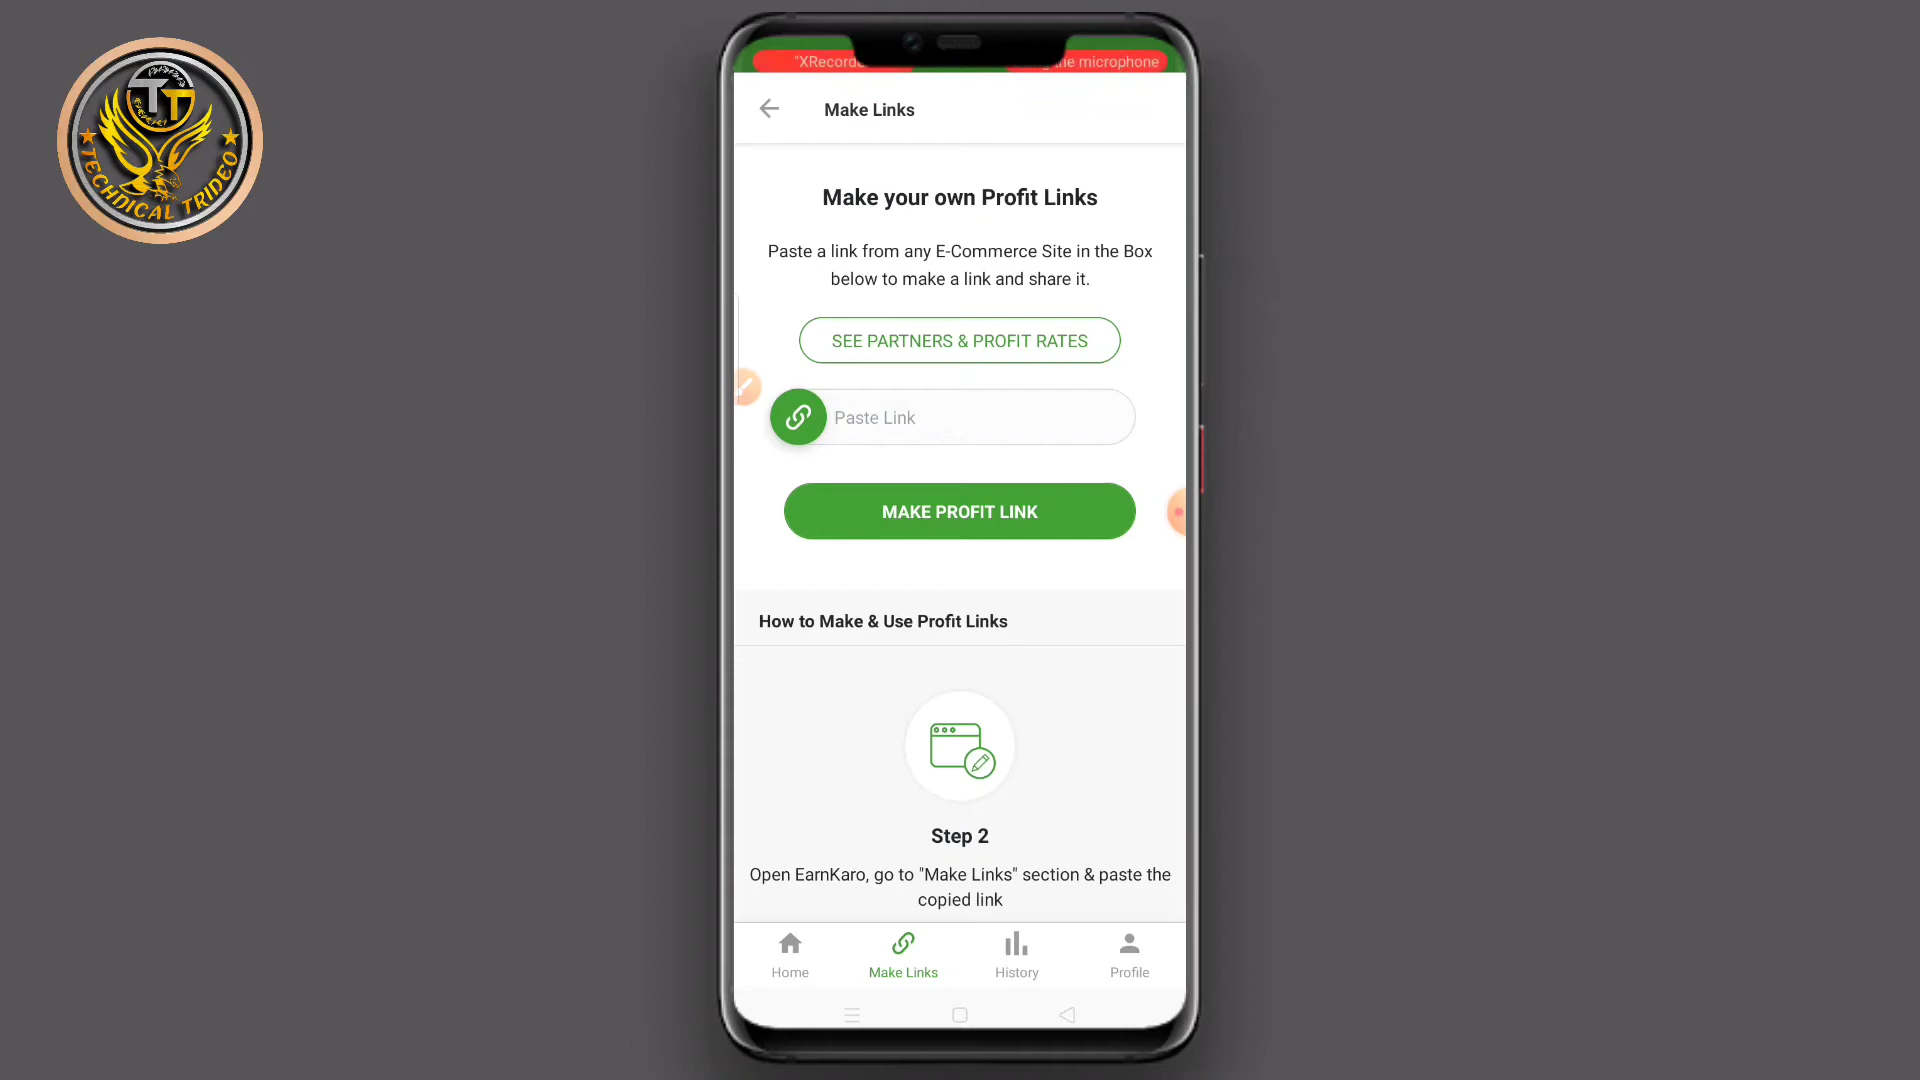 TT
TECHNICAL TRIDEO
the microphone
Make Links
Make your own Profit Links
Paste a link from any E-Commerce Site in the Box
below to make a link and share it.
SEE PARTNERS & PROFIT RATES
Paste Link
MAKE PROFIT LINK
How to Make & Use Profit Links
Step 2
Open EarnKaro, go to "Make Links" section & paste the
copied link
Home
Make Links
History
Profile